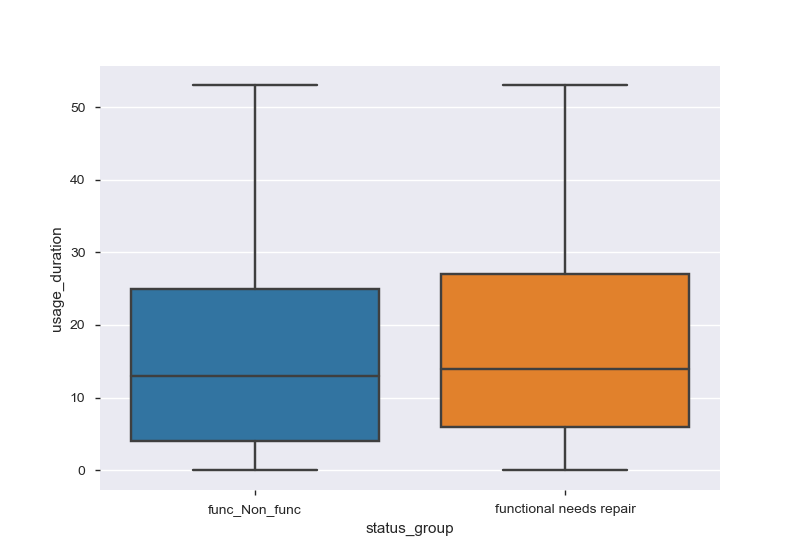 50
40
30
20
10
0
usage_duration
func_Non_func
functional needs repair
status_group